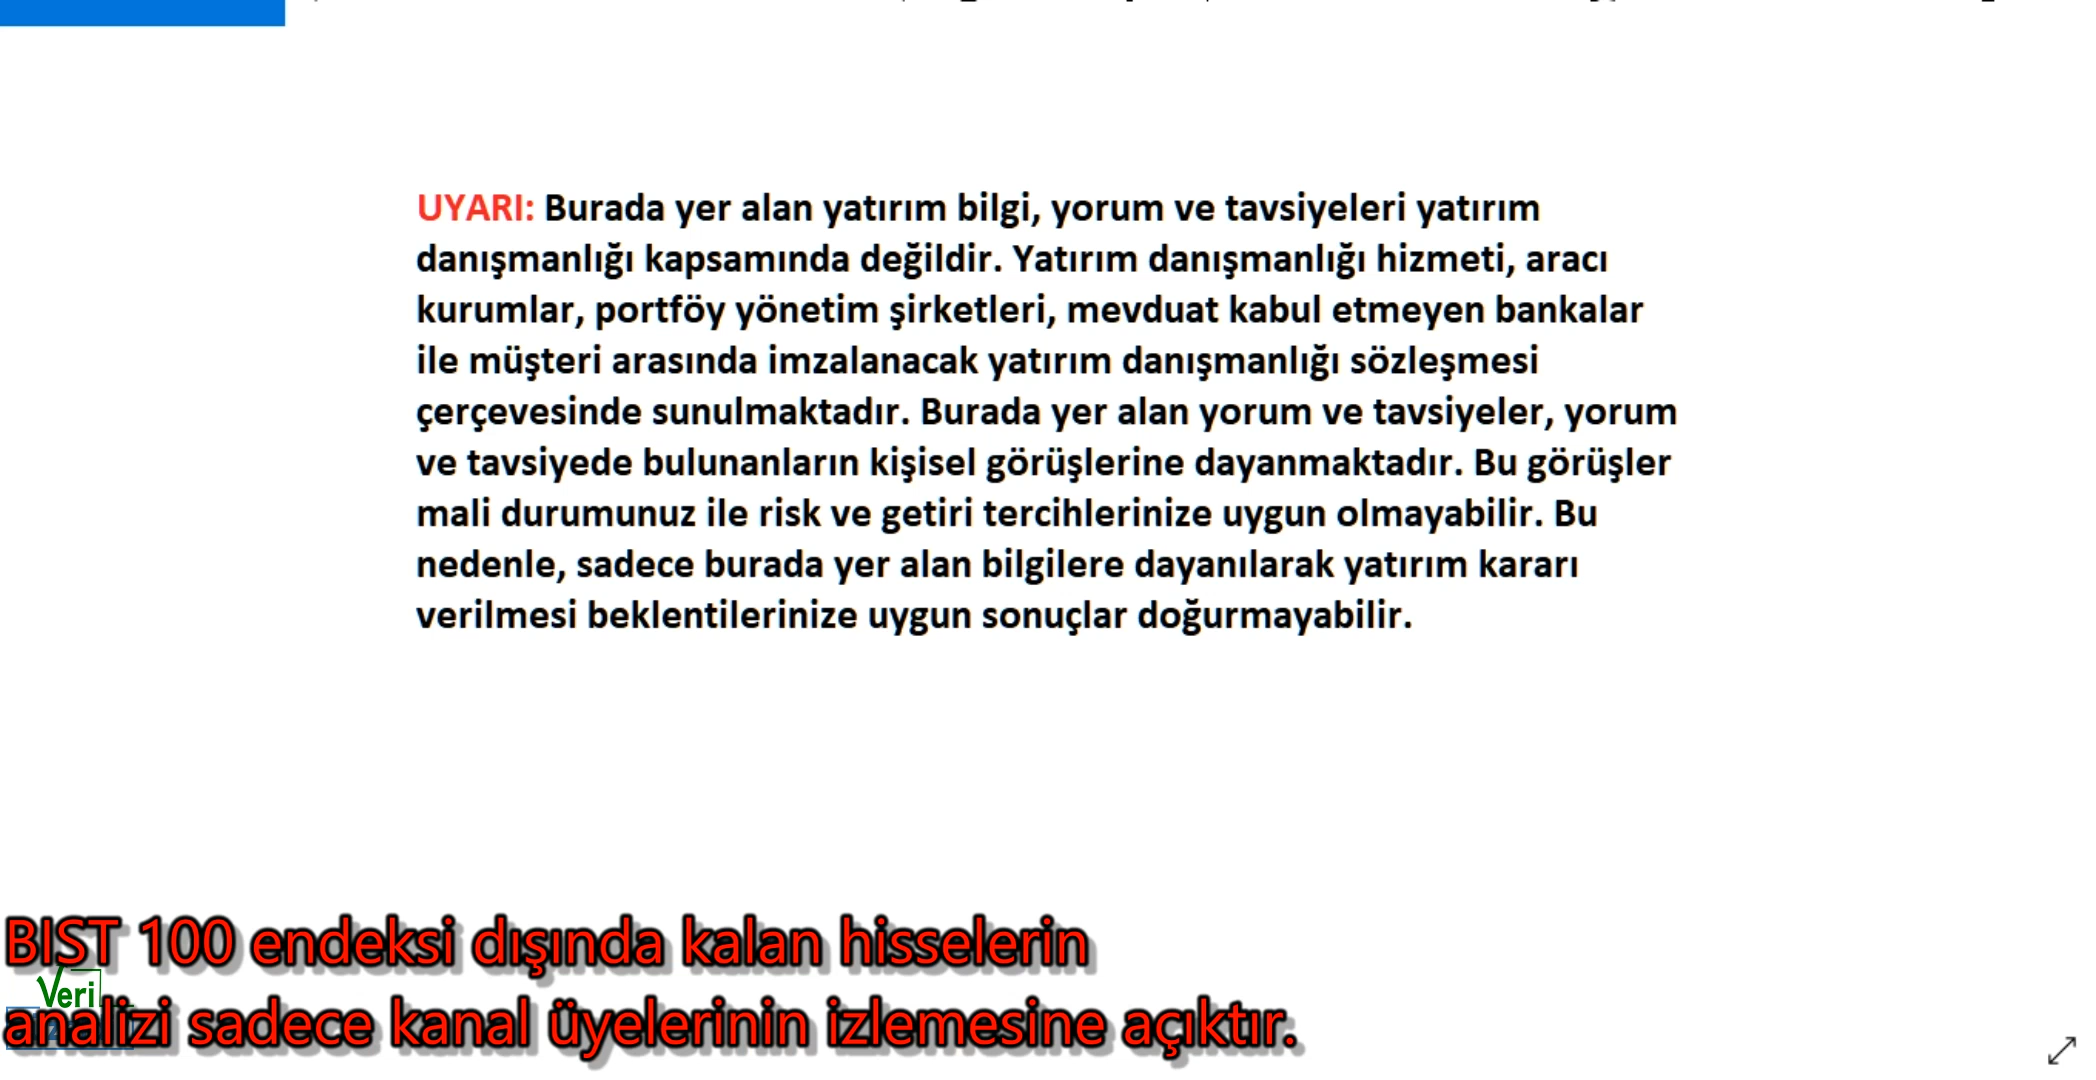 UYARI: Burada yer alan yatırım bilgi, yorum ve tavsiyeleri yatırım
danışmanlığı kapsamında değildir. Yatırım danışmanlığı hizmeti, aracı
kurumlar, portföy yönetim şirketleri, mevduat kabul etmeyen bankalar
ile müşteri arasında imzalanacak yatırım danışmanlığı sözleşmesi
çerçevesinde sunulmaktadır. Burada yer alan yorum ve tavsiyeler, yorum
ve tavsiyede bulunanların kişisel görüşlerine dayanmaktadır. Bu görüşler
mali durumunuz ile risk ve getiri tercihlerinize uygun olmayabilir. Bu
nedenle, sadece burada yer alan bilgilere dayanılarak yatırım kararı
verilmesi beklentilerinize uygun sonuçlar doğurmayabilir.
BIST 100 endeksi dışında kalan hisselerin
Veri
analizi sadece kanal üyelerinin izlemesine açıktır.